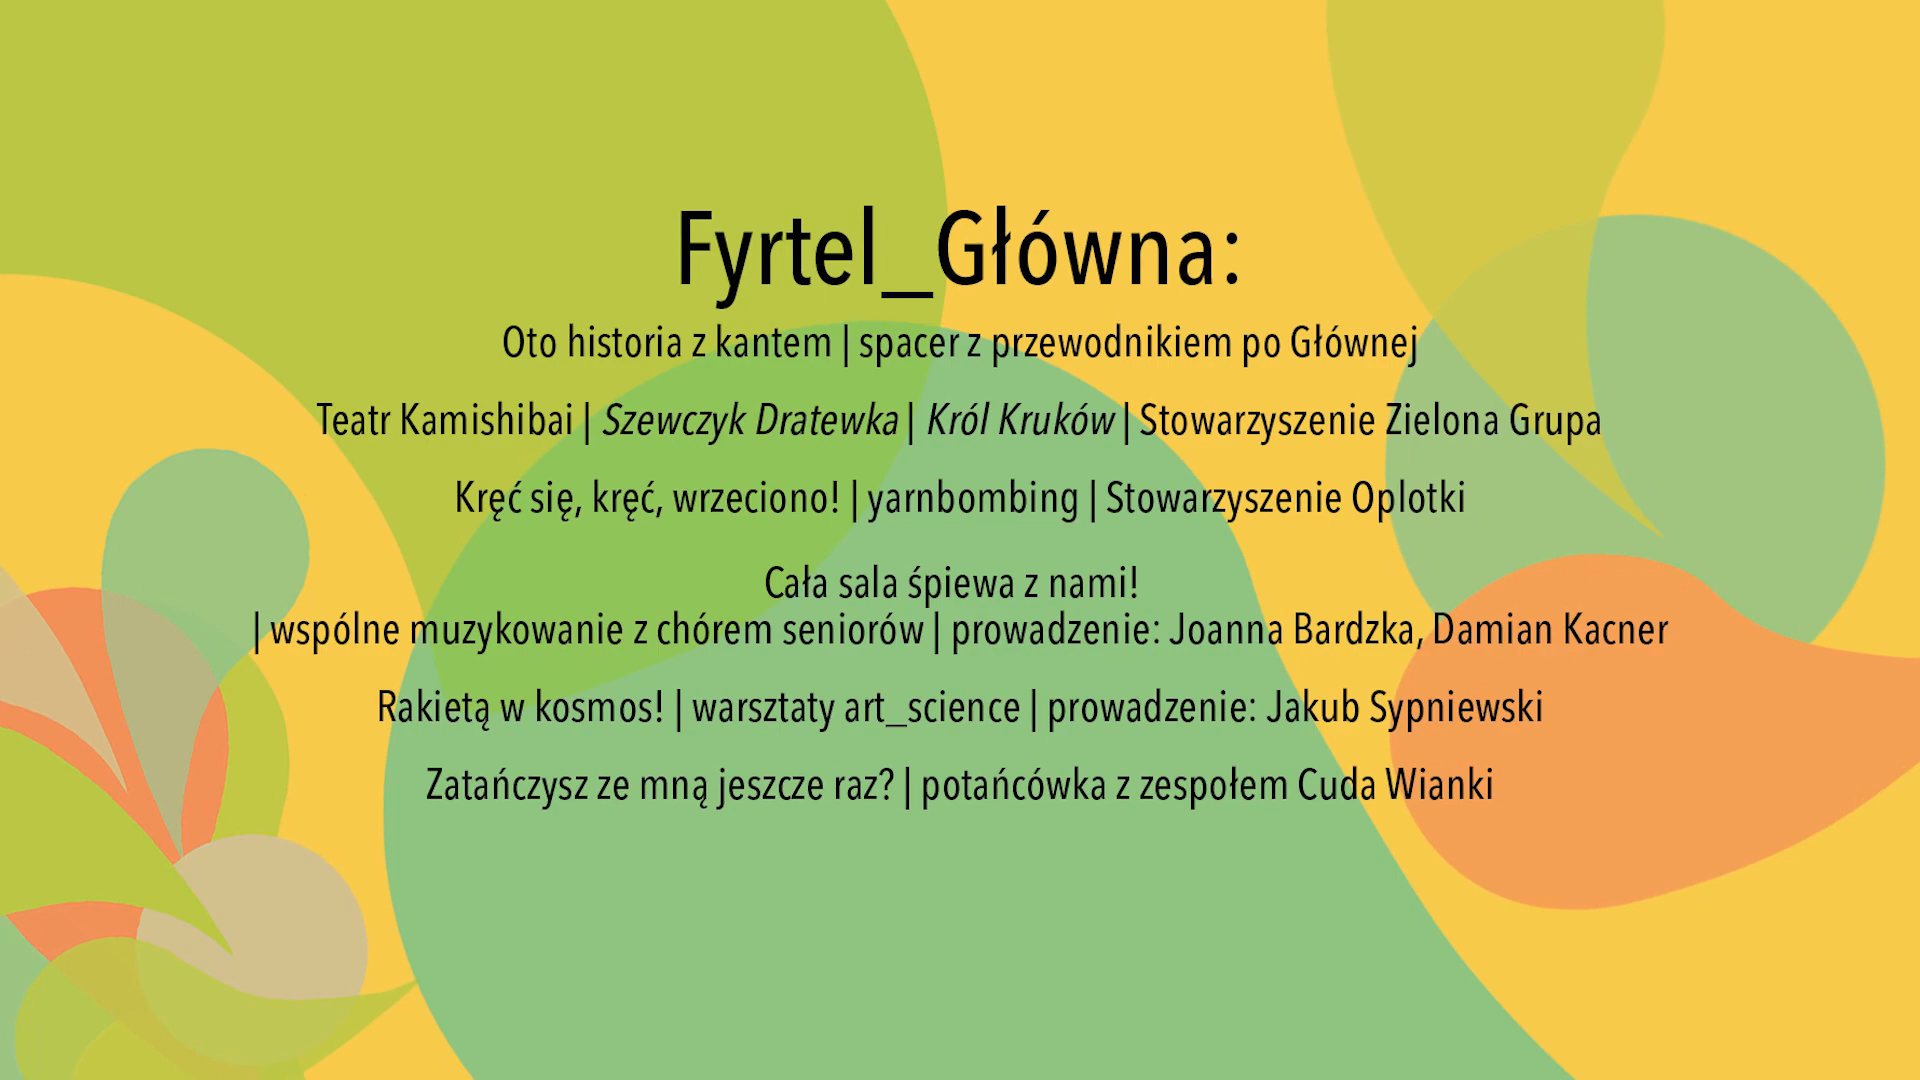 Fyrtel_Główna:
Oto historia z kantem | spacer z przewodnikiem po Głównej
Teatr Kamishibai | Szewczyk Dratewka | Król Kruków | Stowarzyszenie Zielona Grupa
Kręć się, kręć, wrzeciono! | yarnbombing | Stowarzyszenie Oplotki
Cała sala śpiewa z nami!
| wspólne muzykowanie z chórem seniorów | prowadzenie: Joanna Bardzka, Damian Kacner
Rakietą w kosmos! | warsztaty art_science | prowadzenie: Jakub Sypniewski
Zatańczysz ze mną jeszcze raz? | potańcówka z zespołem Cuda Wianki